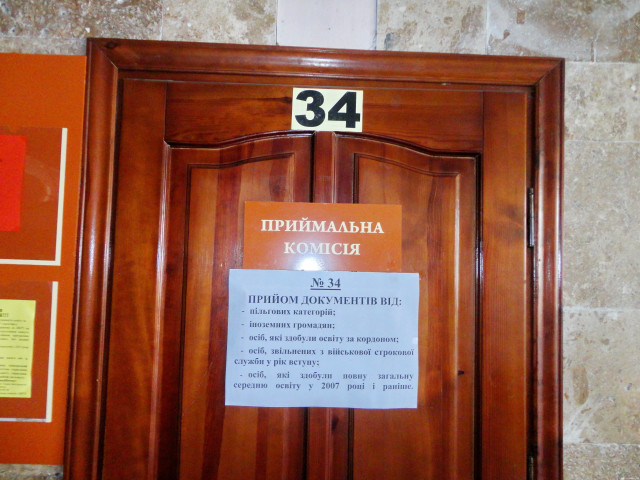 34
ПРИЙМАЛЬНА
КОМІСІЯ
№ 34
ПРИЙОМ ДОКУМЕНТІВ ВІД:
- пільгових категорій;
- іноземних громадян;
- осіб, які здобули освіту за кордоном;
- осіб, звільнених з військової строкової
служби у рік вступу;
- осіб, які здобули повну загальну
середню освіту у 2007 році і раніше.